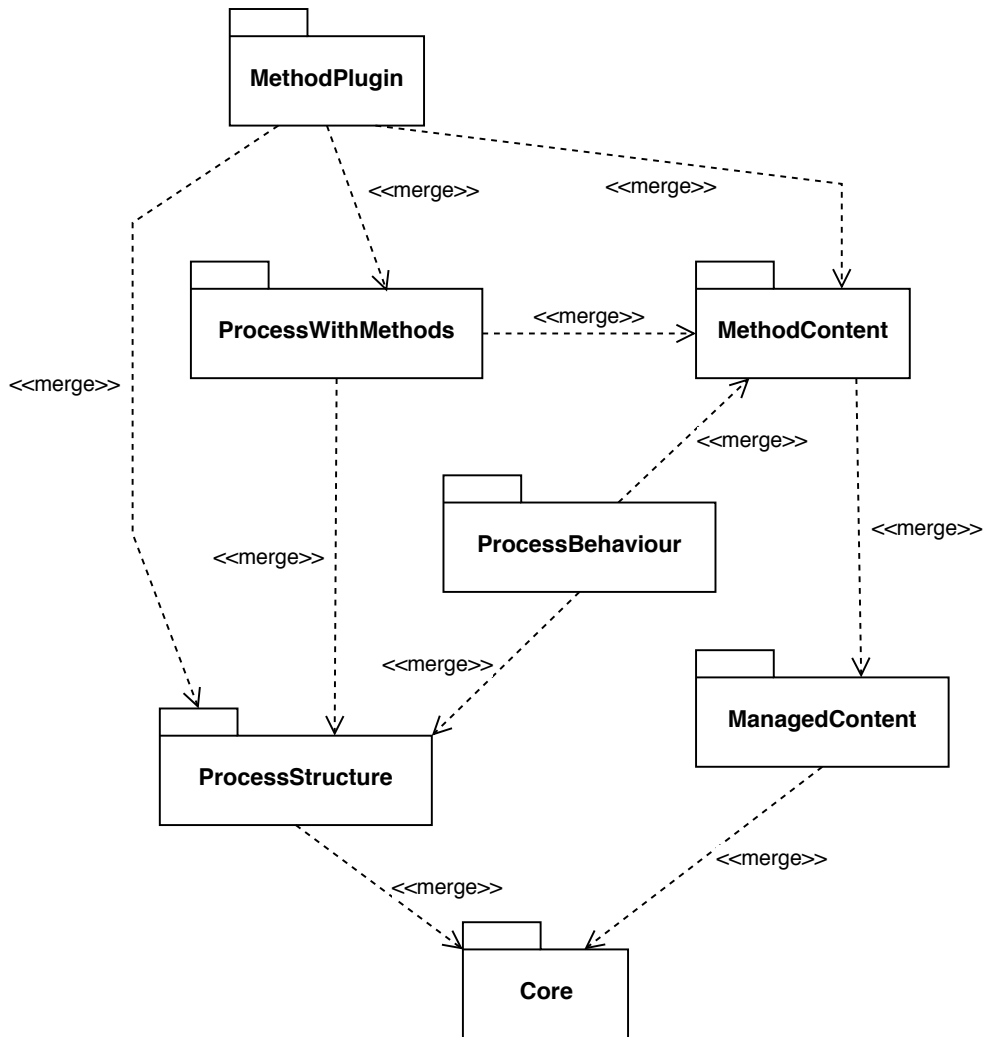 MethodPlugin
<<merge>>
<<merge>>
ProcessWithMethods
<<merge>>
MethodContent
<<merge>>
<<merge>>
ProcessBehaviour
<<merge>>
<<merge>>
<<merge>>
ManagedContent
ProcessStructure
<<merge>>
<<merge>>
Core